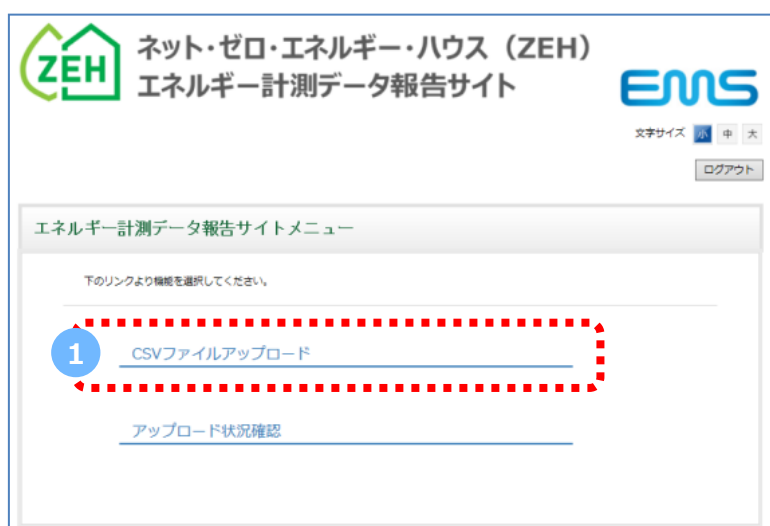 ZEH
ネット・ゼロ・エネルギー・ハウス（ZEH）
エネルギー計測データ報告サイト
EMS
文字サイズ 小 中 大
ログアウト
エネルギー計測データ報告サイトメニュー
下のリンクより機能を選択してください。
1
CSVファイルアップロード
アップロード状況確認